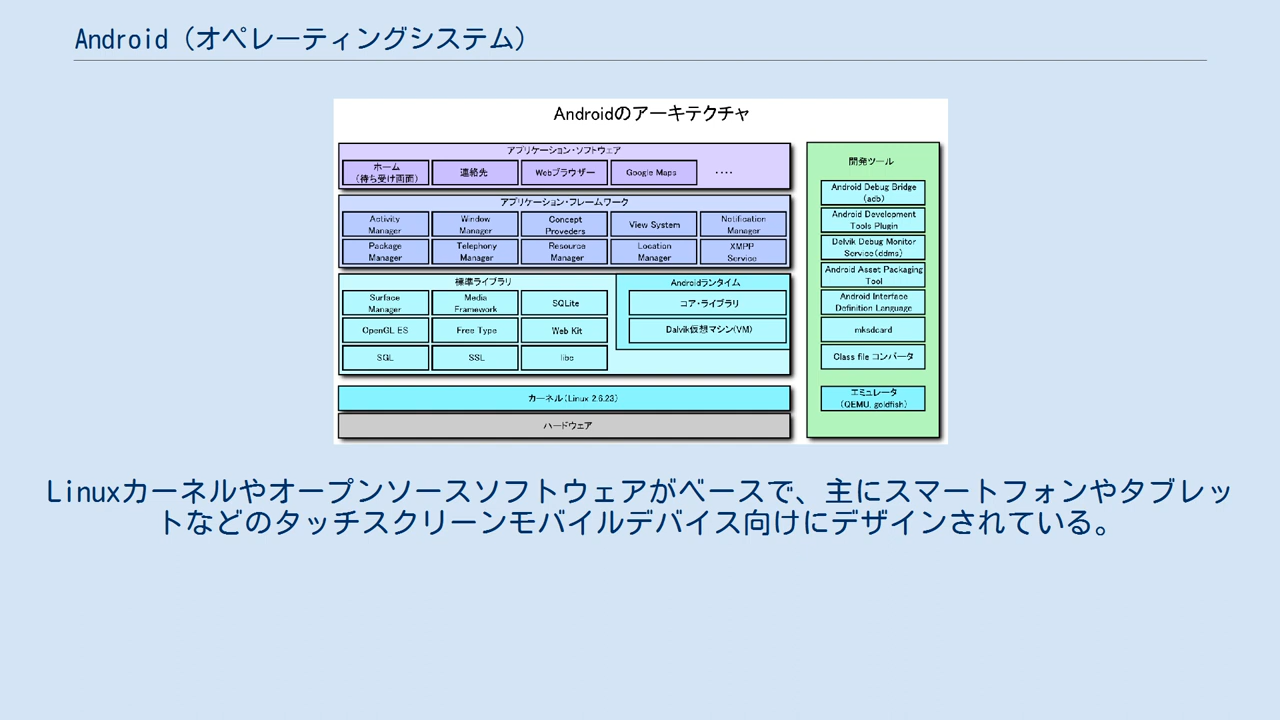 Android（オペレーティングシステム）
Androidのアーキテクチャ
アプリケーション・ソフトウェア
ホーム
（待ち受け画面）
連絡先
Webブラウザー
Google Maps
････
アプリケーション・フレームワーク
Activity
Manager
Window
Manager
Concept
Proveders
View System
Notification
Manager
Package
Manager
Telephony
Manager
Resource
Manager
Location
Manager
XMPP
Service
標準ライブラリ
Surface
Manager
Media
Framework
SQLite
OpenGL ES
Free Type
Web Kit
SGL
SSL
libc
Androidランタイム
コア・ライブラリ
Dalvik仮想マシン(VM)
カーネル（Linux 2.6.23）
ハードウェア
開発ツール
Android Debug Bridge
（adb）
Android Development
Tools Plugin
Delvik Debug Monitor
Service（ddms）
Android Asset Packaging
Tool
Android Interface
Definition Language
mksdcard
Class file コンバータ
エミュレータ
（QEMU, goldfish）
Linuxカーネルやオープンソースソフトウェアがベースで、主にスマートフォンやタブレッ
トなどのタッチスクリーンモバイルデバイス向けにデザインされている。